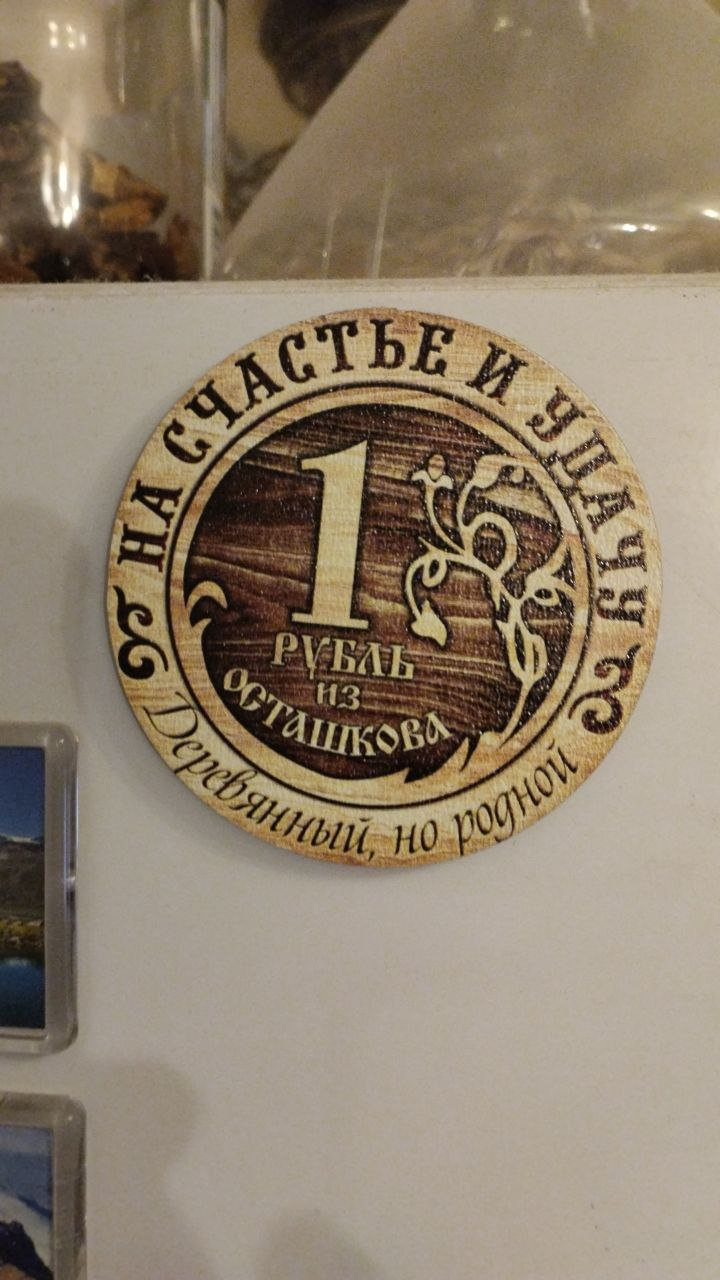 НА СЧАСТЬЕ И УДАЧУ
1
РУБЛЬ
ИЗ
ОСТАШКОВА
Деревянный, но родной